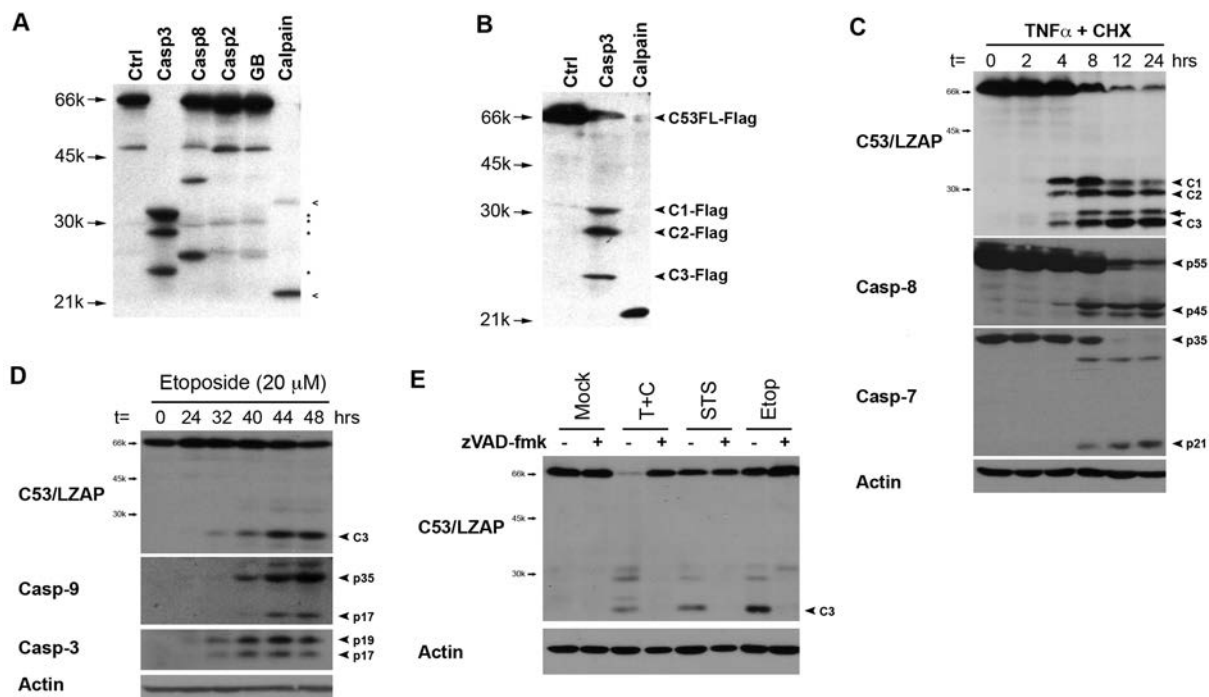 A
Ctrl
Casp3
Casp8
Casp2
GB
Calpain
66k
45k
30k
21k
<
*
*
*
*
<
B
Ctrl
Casp3
Calpain
66k
45k
30k
21k
C53FL-Flag
C1-Flag
C2-Flag
C3-Flag
C
TNFα + CHX
t= 0 2 4 8 12 24 hrs
66k
45k
30k
C53/LZAP
C1
C2
C3
Casp-8
p55
p45
Casp-7
p35
p21
Actin
D
Etoposide (20 µM)
t= 0 24 32 40 44 48 hrs
66k
45k
30k
C53/LZAP
C3
Casp-9
p35
p17
Casp-3
p19
p17
Actin
E
Mock T+C STS Etop
zVAD-fmk - + - + - + - +
66k
45k
30k
C53/LZAP
C3
Actin